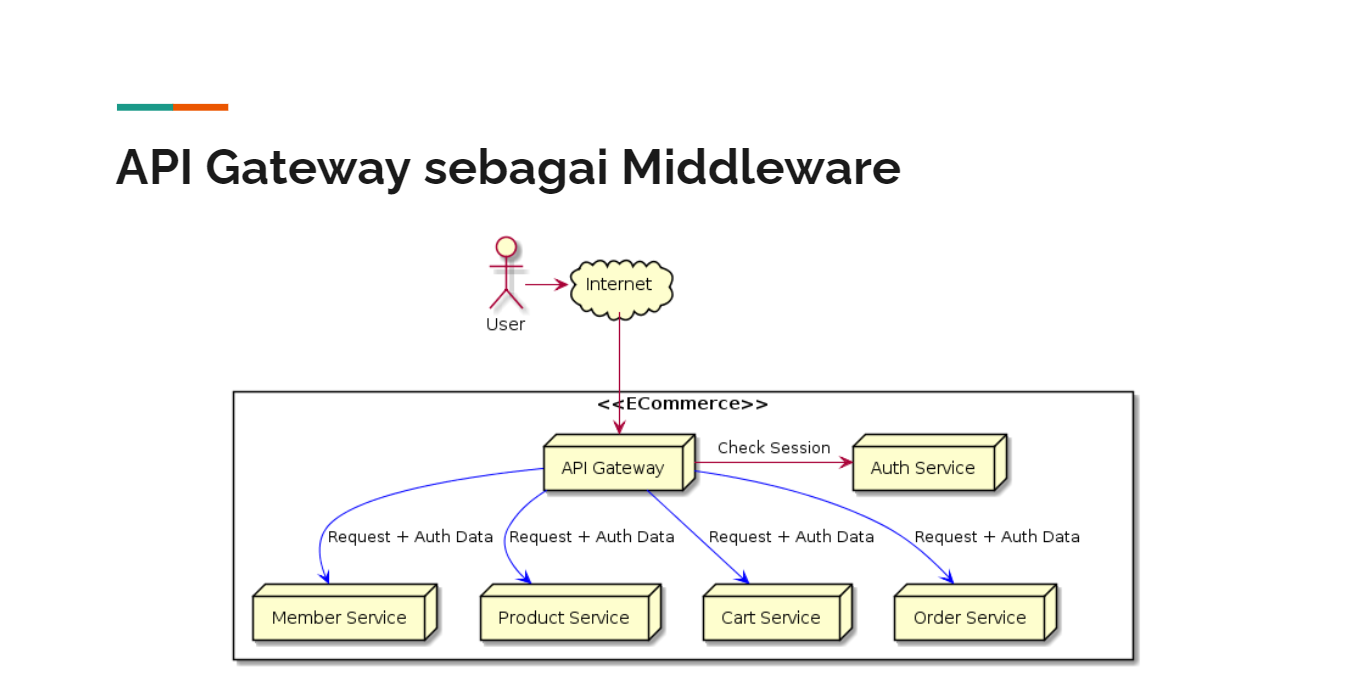 API Gateway sebagai Middleware
Internet
User
<<ECommerce>>
Check Session
API Gateway
Auth Service
Request + Auth Data
Request + Auth Data
Request + Auth Data
Request + Auth Data
Member Service
Product Service
Cart Service
Order Service